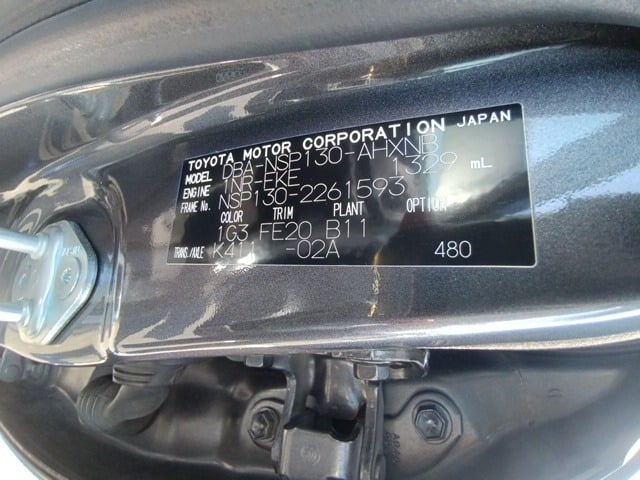 TOYOTA MOTOR CORPORATION JAPAN
MODEL DBA-NSP130-AHXNB
ENGINE 1NR-FKE 1329 mL
FRAME No. NSP130-2261593
COLOR TRIM PLANT OPTION
1G3 FE20 B11
TRANS./AXLE K411 -02A 480